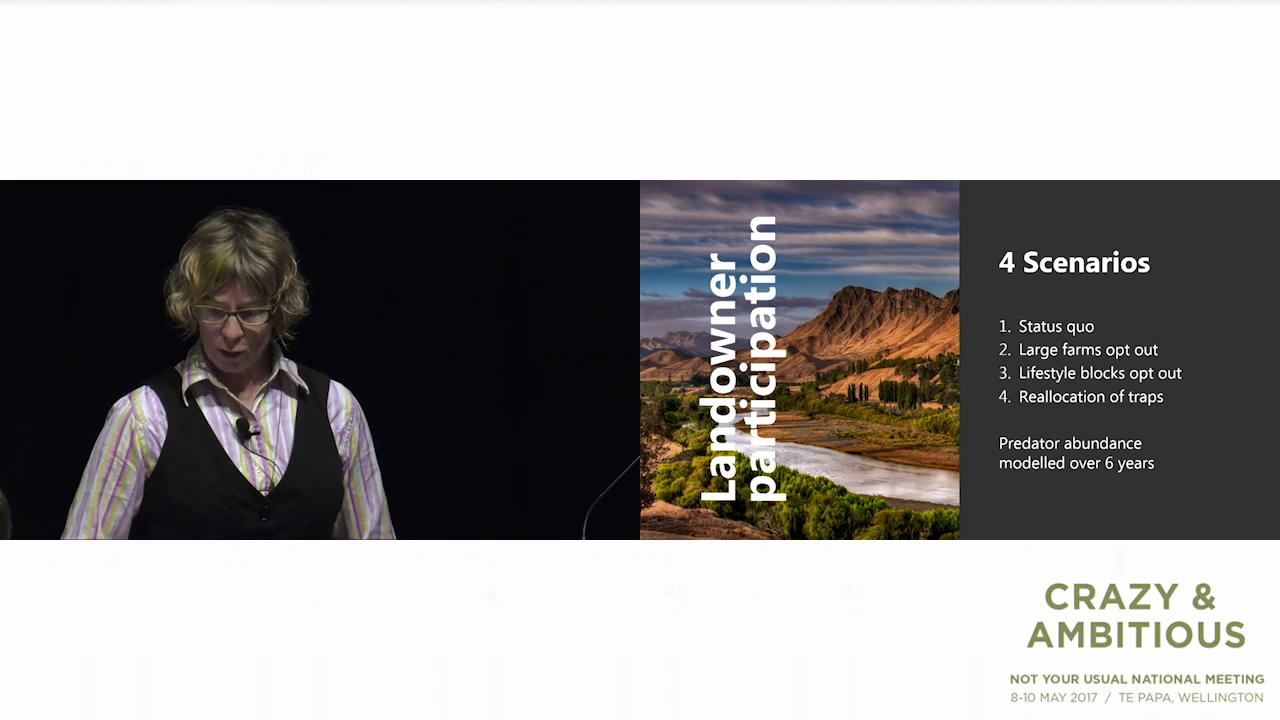 Landowner
participation
4 Scenarios
1. Status quo
2. Large farms opt out
3. Lifestyle blocks opt out
4. Reallocation of traps
Predator abundance
modelled over 6 years
CRAZY &
AMBITIOUS
NOT YOUR USUAL NATIONAL MEETING
8-10 MAY 2017 / TE PAPA, WELLINGTON